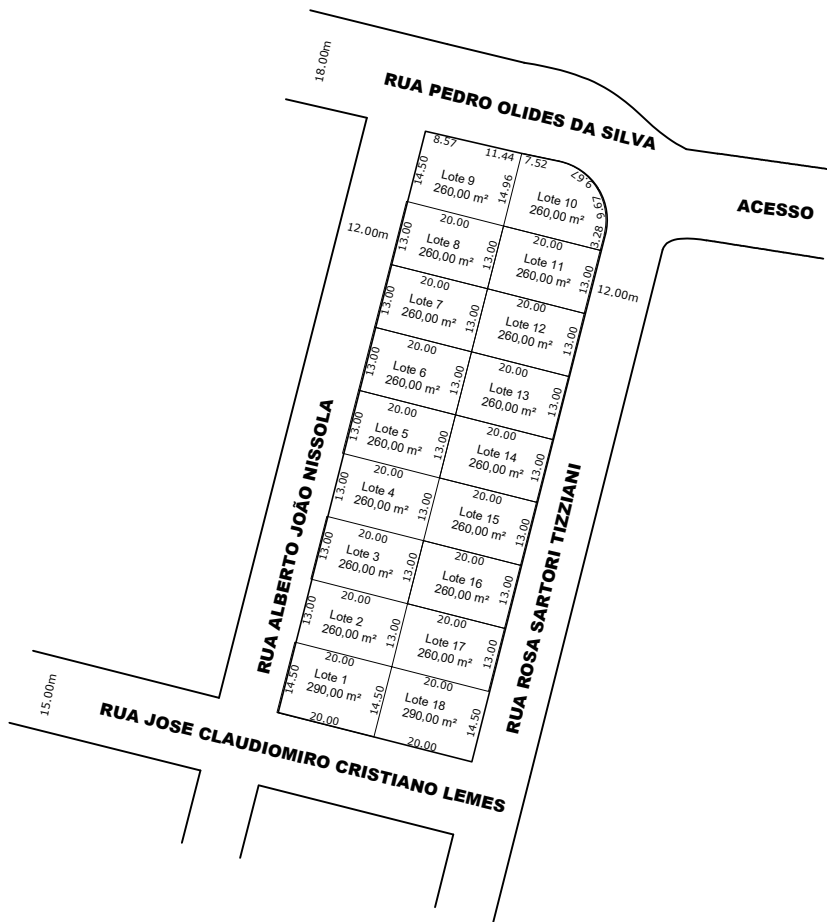 18.00m
RUA PEDRO OLIDES DA SILVA
ACESSO
8.57
11.44
7.52
9.67
9.67
3.28
14.50
Lote 9
260,00 m²
14.96
Lote 10
260,00 m²
12.00m
20.00
13.00
Lote 8
260,00 m²
13.00
20.00
Lote 11
260,00 m²
13.00
12.00m
20.00
13.00
Lote 7
260,00 m²
13.00
20.00
Lote 12
260,00 m²
13.00
20.00
13.00
Lote 6
260,00 m²
13.00
20.00
Lote 13
260,00 m²
13.00
20.00
13.00
Lote 5
260,00 m²
13.00
20.00
Lote 14
260,00 m²
13.00
20.00
13.00
Lote 4
260,00 m²
13.00
20.00
Lote 15
260,00 m²
13.00
20.00
13.00
Lote 3
260,00 m²
13.00
20.00
Lote 16
260,00 m²
13.00
20.00
13.00
Lote 2
260,00 m²
13.00
20.00
Lote 17
260,00 m²
13.00
20.00
14.50
Lote 1
290,00 m²
14.50
20.00
20.00
Lote 18
290,00 m²
14.50
20.00
RUA ALBERTO JOÃO NISSOLA
RUA ROSA SARTORI TIZZIANI
15.00m
RUA JOSE CLAUDIOMIRO CRISTIANO LEMES